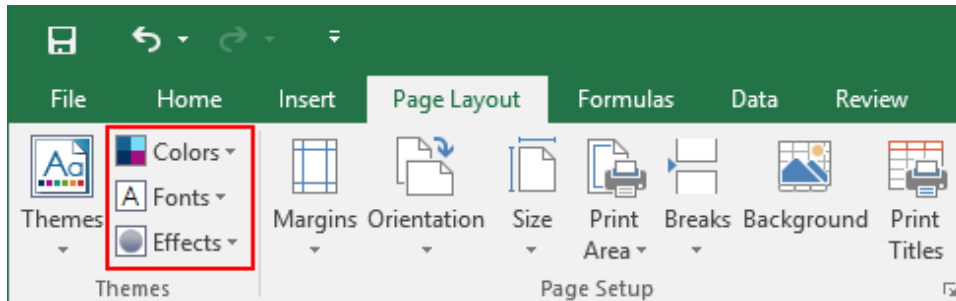 File Home Insert Page Layout Formulas Data Review
Aa Colors
A Fonts
Effects
Themes Margins Orientation Size Print Area Breaks Background Print Titles
Themes Page Setup